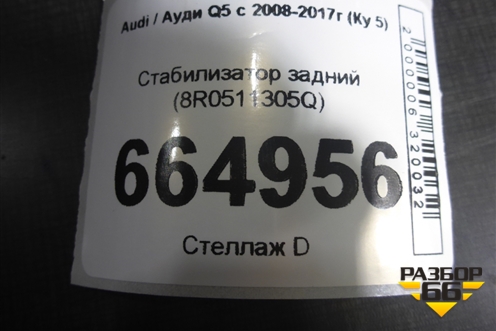 Audi / Ауди Q5 с 2008-2017г (Ку 5)
Стабилизатор задний
(8R0511305Q)
664956
Стеллаж D
2000006320032
РАЗБОР
66